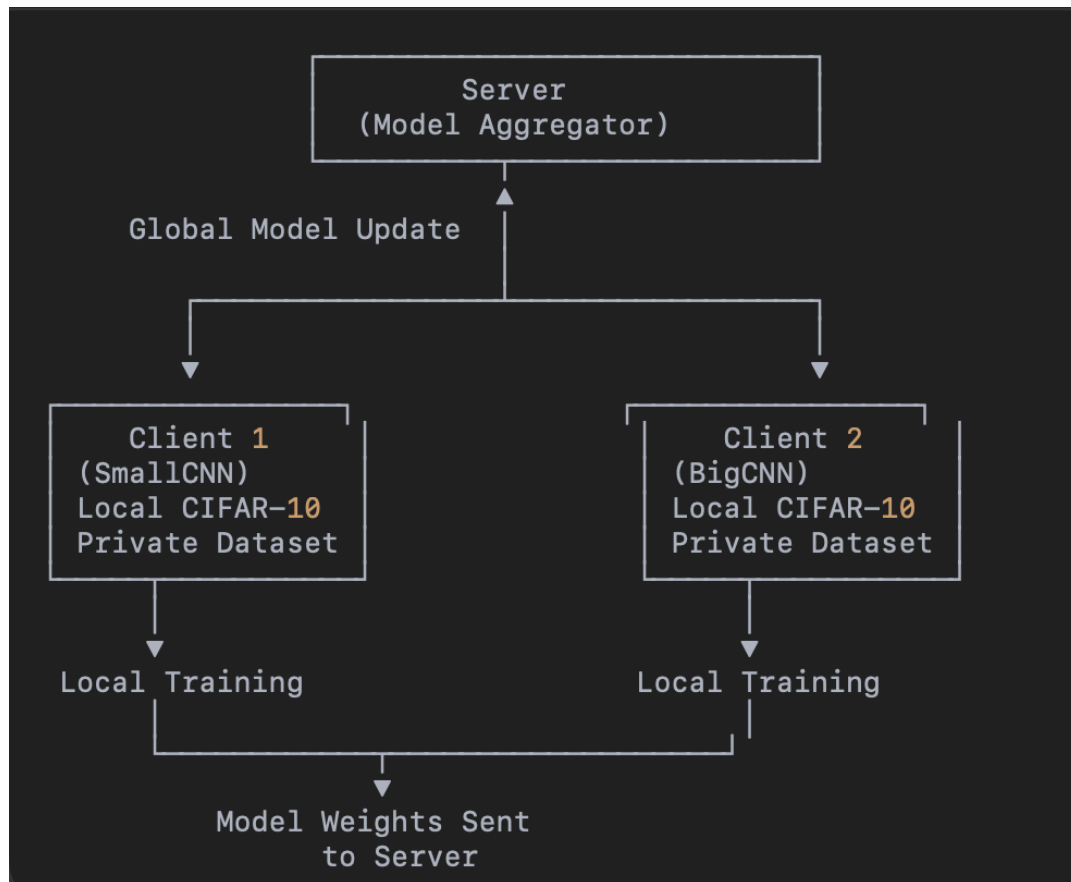 Server
(Model Aggregator)
Global Model Update
Client 1
(SmallCNN)
Local CIFAR-10
Private Dataset
Client 2
(BigCNN)
Local CIFAR-10
Private Dataset
Local Training
Local Training
Model Weights Sent
to Server